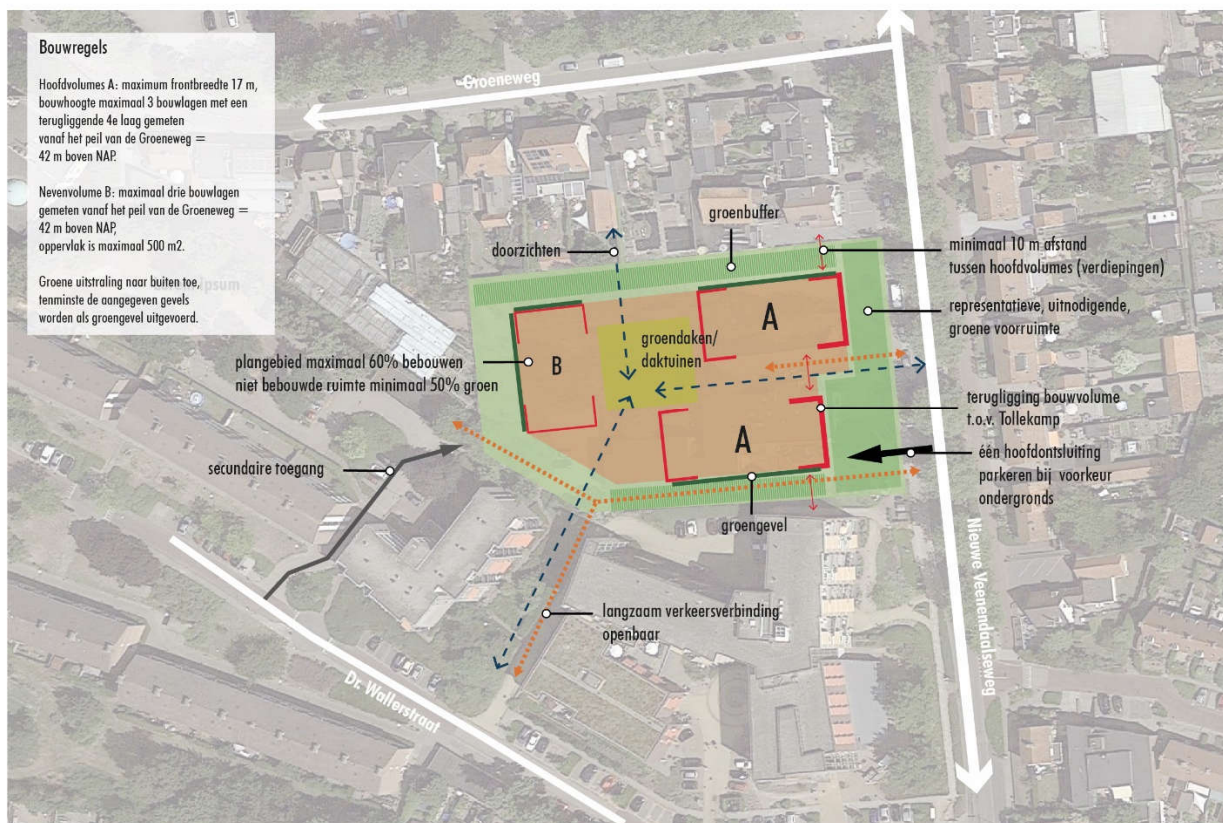 Bouwregels
Hoofdvolumes A: maximum frontbreedte 17 m,
bouwhoogte maximaal 3 bouwlagen met een
terugliggende 4e laag gemeten
vanaf het peil van de Groeneweg =
42 m boven NAP.
Nevenvolume B: maximaal drie bouwlagen
gemeten vanaf het peil van de Groeneweg =
42 m boven NAP,
oppervlak is maximaal 500 m2.
Groene uitstraling naar buiten toe,
tenminste de aangegeven gevels
worden als groengevel uitgevoerd.
Groeneweg
groenbuffer
doorzichten
minimaal 10 m afstand
tussen hoofdvolumes (verdiepingen)
representatieve, uitnodigende,
groene voorruimte
A
groendaken/
daktuinen
B
plangebied maximaal 60% bebouwen
niet bebouwde ruimte minimaal 50% groen
terugligging bouwvolume
t.o.v. Tollekamp
A
één hoofdontsluiting
parkeren bij voorkeur
ondergronds
secundaire toegang
groengevel
Nieuwe Veenendaalseweg
langzaam verkeersverbinding
openbaar
Dr. Wallerstraat